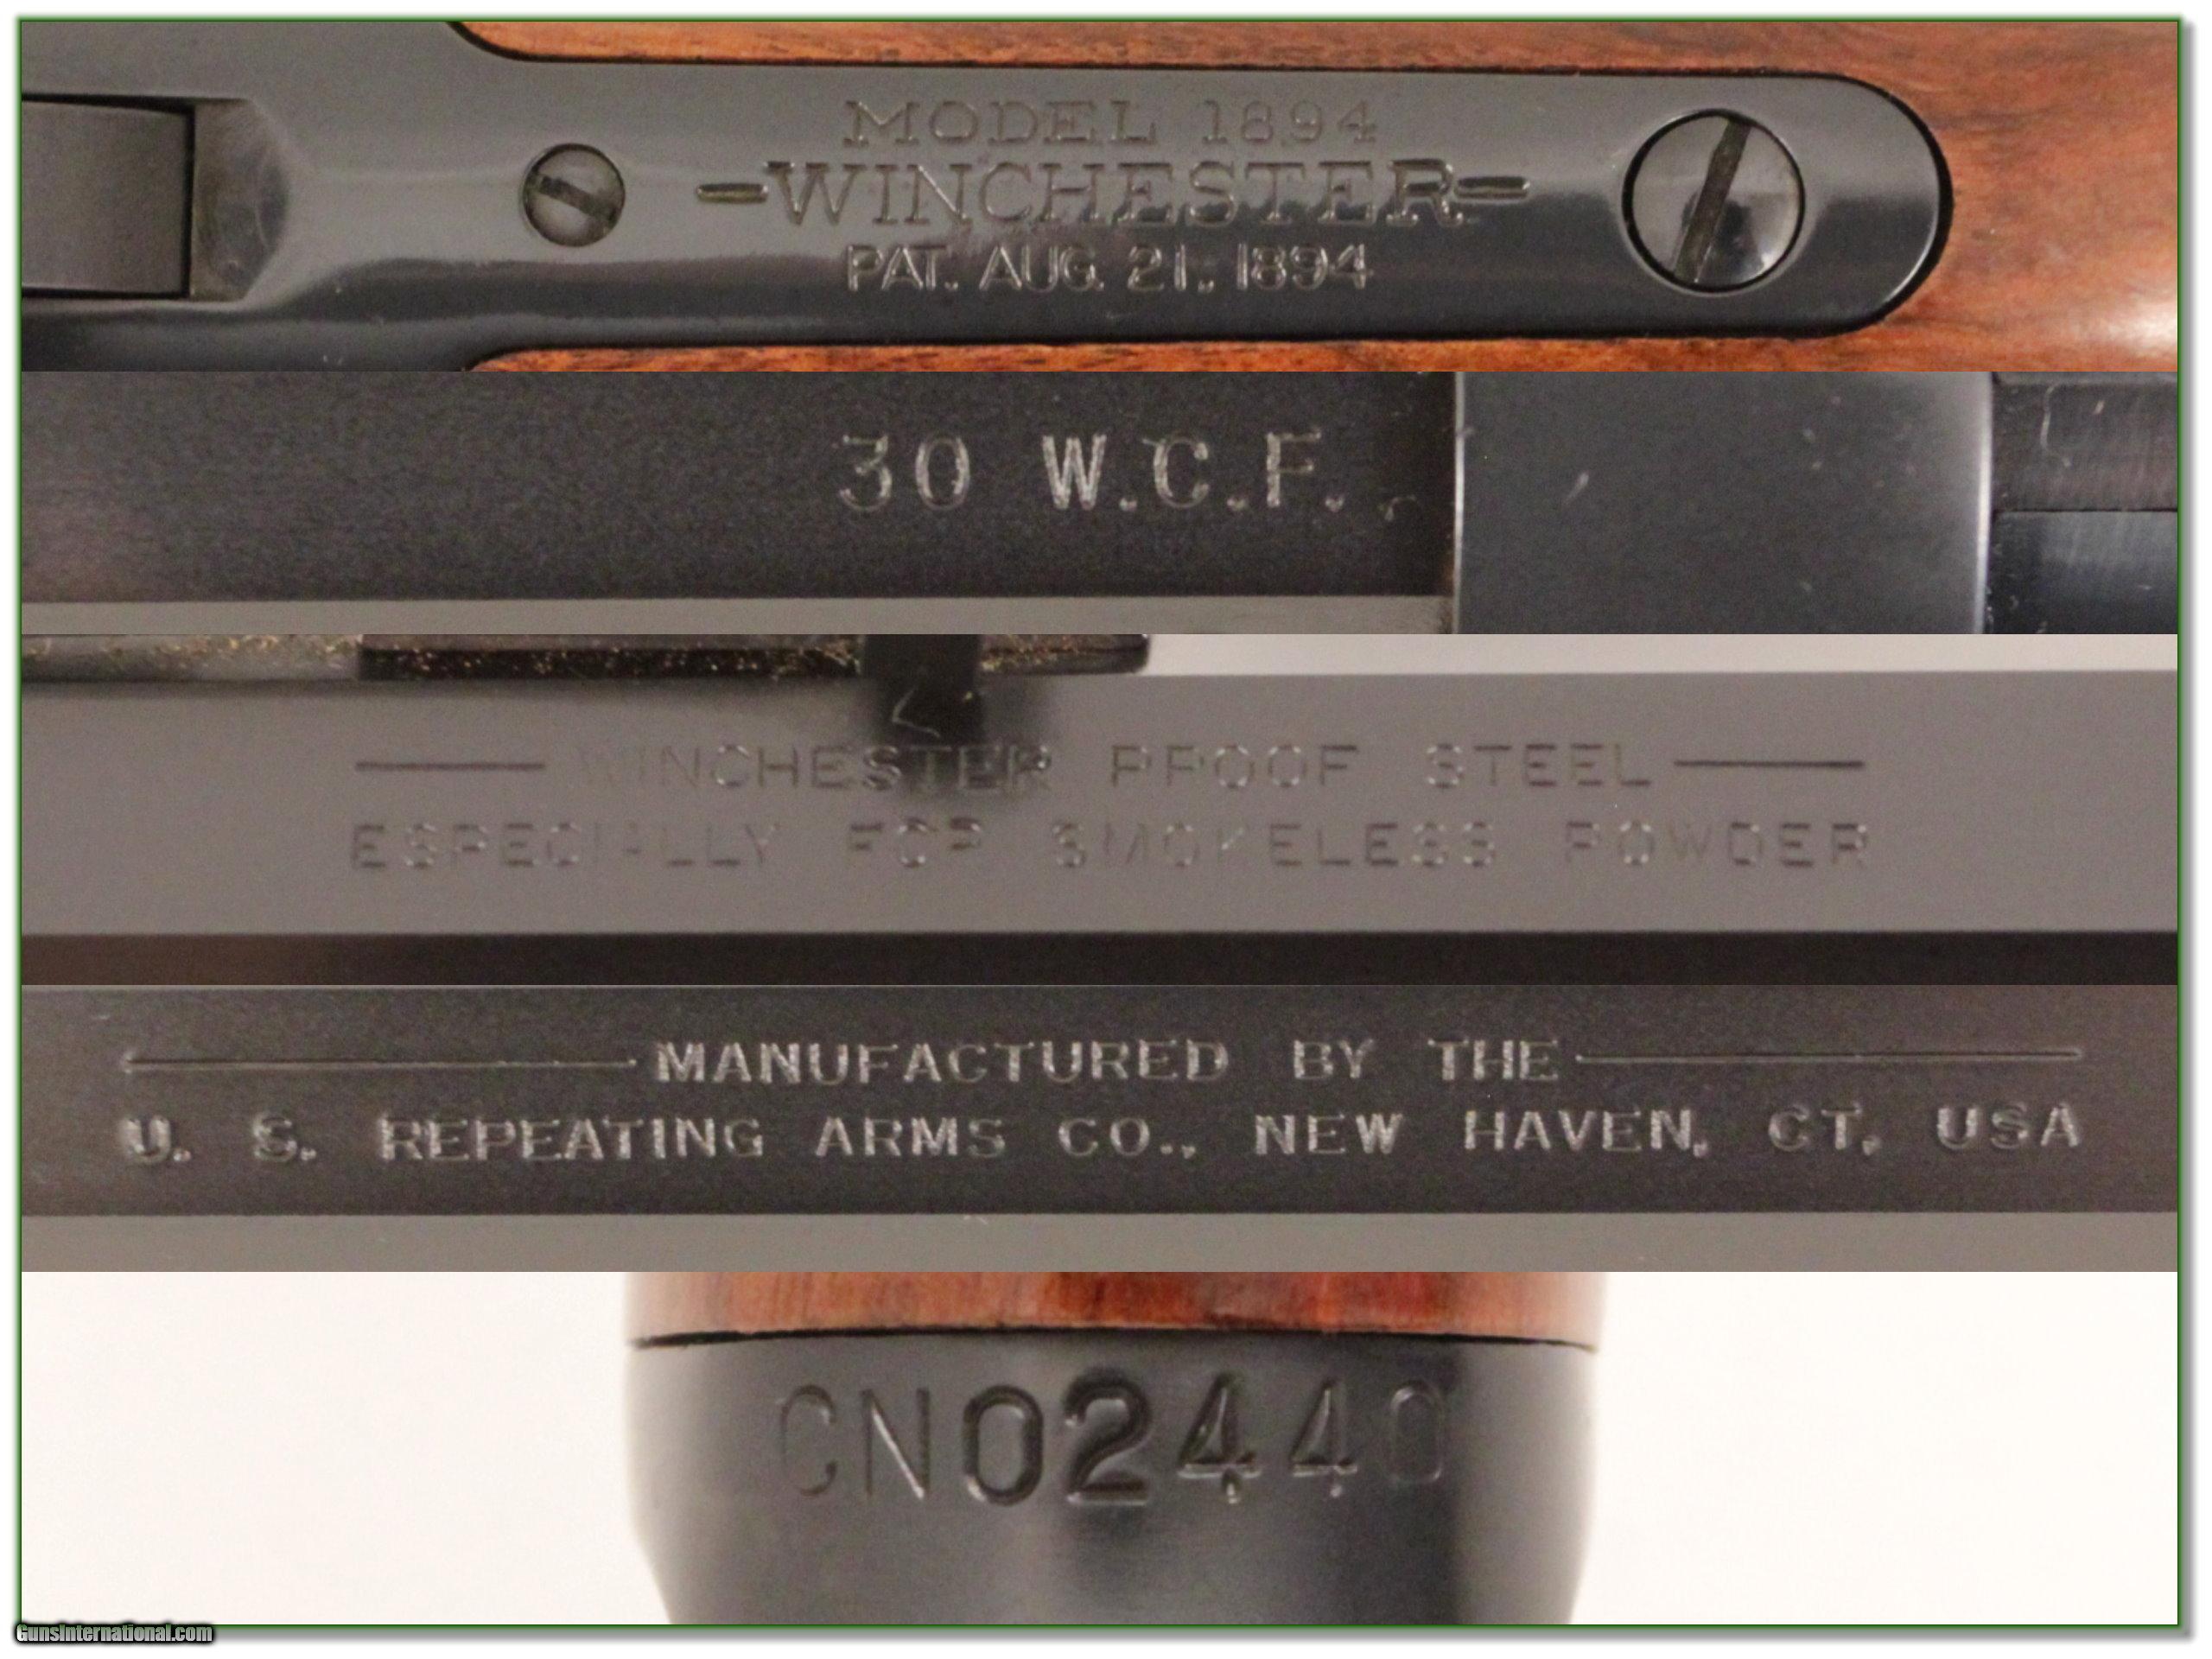 MODEL 1894
-WINCHESTER-
PAT. AUG. 21, 1894
30 W.C.F.
WINCHESTER PROOF STEEL
ESPECIALLY FOR SMOKELESS POWDER
MANUFACTURED BY THE
U. S. REPEATING ARMS CO., NEW HAVEN, CT, USA
CN02440
GunsInternational.com